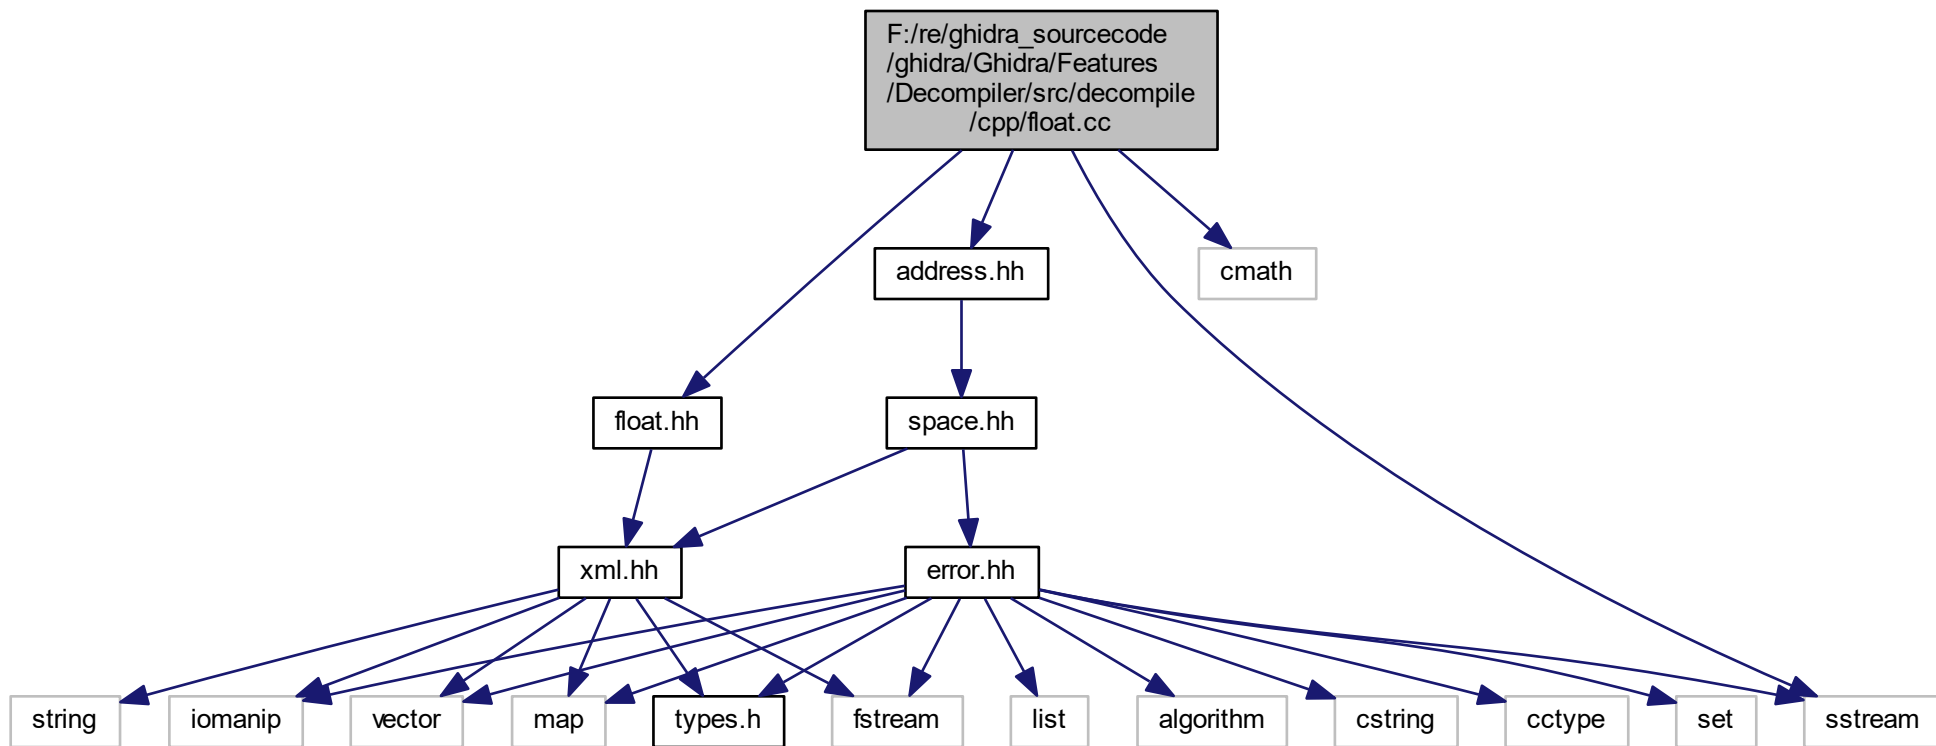 F:/re/ghidra_sourcecode
/ghidra/Ghidra/Features
/Decompiler/src/decompile
/cpp/float.cc
address.hh
cmath
float.hh
space.hh
xml.hh
error.hh
string
iomanip
vector
map
types.h
fstream
list
algorithm
cstring
cctype
set
sstream